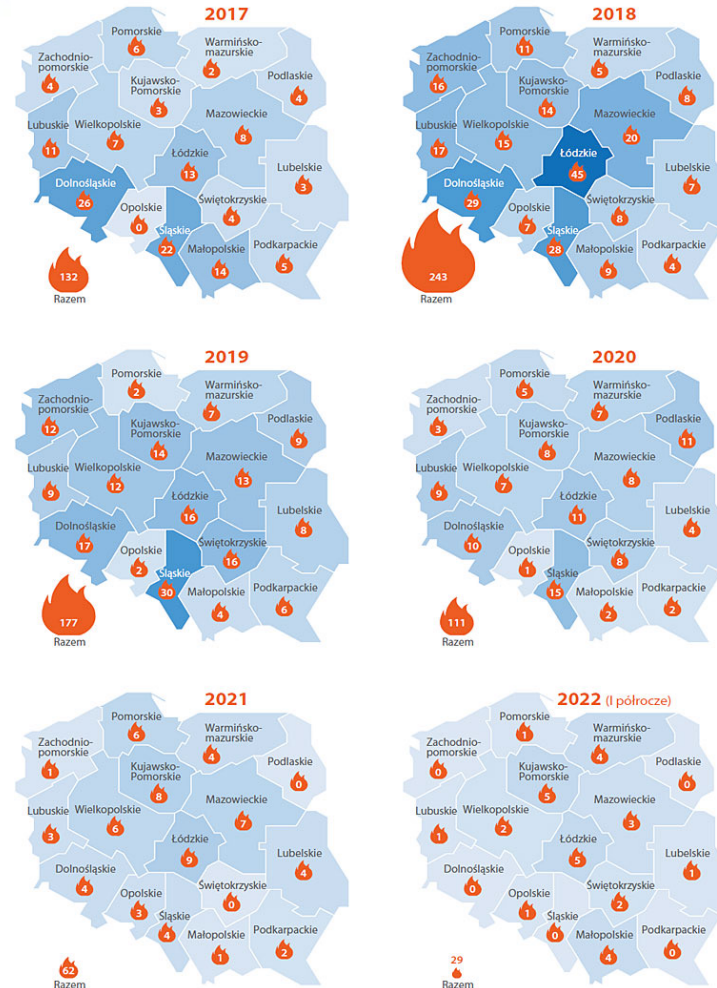 2017
Pomorskie
6
Warmińsko-
mazurskie
2
Zachodnio-
pomorskie
4
Podlaskie
4
Kujawsko-
Pomorskie
3
Mazowieckie
8
Lubuskie
11
Wielkopolskie
7
Łódzkie
13
Lubelskie
3
Dolnośląskie
26
Opolskie
0
Śląskie
22
Świętokrzyskie
4
Małopolskie
14
Podkarpackie
5
132
Razem
2018
Pomorskie
11
Warmińsko-
mazurskie
5
Zachodnio-
pomorskie
16
Podlaskie
8
Kujawsko-
Pomorskie
14
Mazowieckie
20
Lubuskie
17
Wielkopolskie
15
Łódzkie
45
Lubelskie
7
Dolnośląskie
29
Opolskie
7
Śląskie
28
Świętokrzyskie
8
Małopolskie
9
Podkarpackie
4
243
Razem
2019
Pomorskie
2
Warmińsko-
mazurskie
7
Zachodnio-
pomorskie
12
Podlaskie
9
Kujawsko-
Pomorskie
14
Mazowieckie
13
Lubuskie
9
Wielkopolskie
12
Łódzkie
16
Lubelskie
8
Dolnośląskie
17
Opolskie
2
Śląskie
30
Świętokrzyskie
16
Małopolskie
4
Podkarpackie
6
177
Razem
2020
Pomorskie
5
Warmińsko-
mazurskie
7
Zachodnio-
pomorskie
3
Podlaskie
11
Kujawsko-
Pomorskie
8
Mazowieckie
8
Lubuskie
9
Wielkopolskie
7
Łódzkie
11
Lubelskie
4
Dolnośląskie
10
Opolskie
1
Śląskie
15
Świętokrzyskie
8
Małopolskie
2
Podkarpackie
2
111
Razem
2021
Pomorskie
6
Warmińsko-
mazurskie
4
Zachodnio-
pomorskie
1
Podlaskie
0
Kujawsko-
Pomorskie
8
Mazowieckie
7
Lubuskie
3
Wielkopolskie
6
Łódzkie
9
Lubelskie
4
Dolnośląskie
4
Opolskie
3
Śląskie
4
Świętokrzyskie
0
Małopolskie
1
Podkarpackie
2
62
Razem
2022 (I półrocze)
Pomorskie
1
Warmińsko-
mazurskie
4
Zachodnio-
pomorskie
0
Podlaskie
0
Kujawsko-
Pomorskie
5
Mazowieckie
3
Lubuskie
1
Wielkopolskie
2
Łódzkie
5
Lubelskie
1
Dolnośląskie
0
Opolskie
1
Śląskie
0
Świętokrzyskie
2
Małopolskie
4
Podkarpackie
0
29
Razem